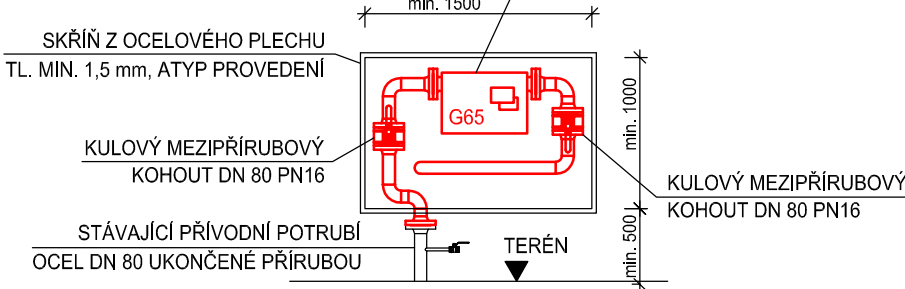 min. 1500
SKŘÍŇ Z OCELOVÉHO PLECHU
TL. MIN. 1,5 mm, ATYP PROVEDENÍ
G65
min. 1000
KULOVÝ MEZIPŘÍRUBOVÝ
KOHOUT DN 80 PN16
KULOVÝ MEZIPŘÍRUBOVÝ
KOHOUT DN 80 PN16
STÁVAJÍCÍ PŘÍVODNÍ POTRUBÍ
OCEL DN 80 UKONČENÉ PŘÍRUBOU
TERÉN
min. 500